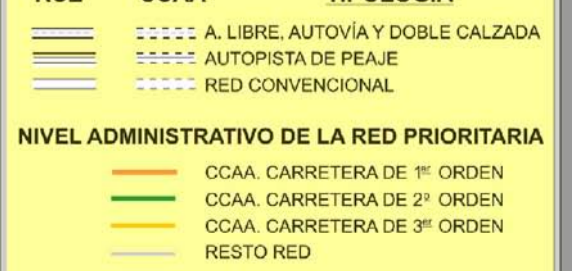 A. LIBRE, AUTOVÍA Y DOBLE CALZADA
AUTOPISTA DE PEAJE
RED CONVENCIONAL
NIVEL ADMINISTRATIVO DE LA RED PRIORITARIA
CCAA. CARRETERA DE 1er ORDEN
CCAA. CARRETERA DE 2º ORDEN
CCAA. CARRETERA DE 3er ORDEN
RESTO RED